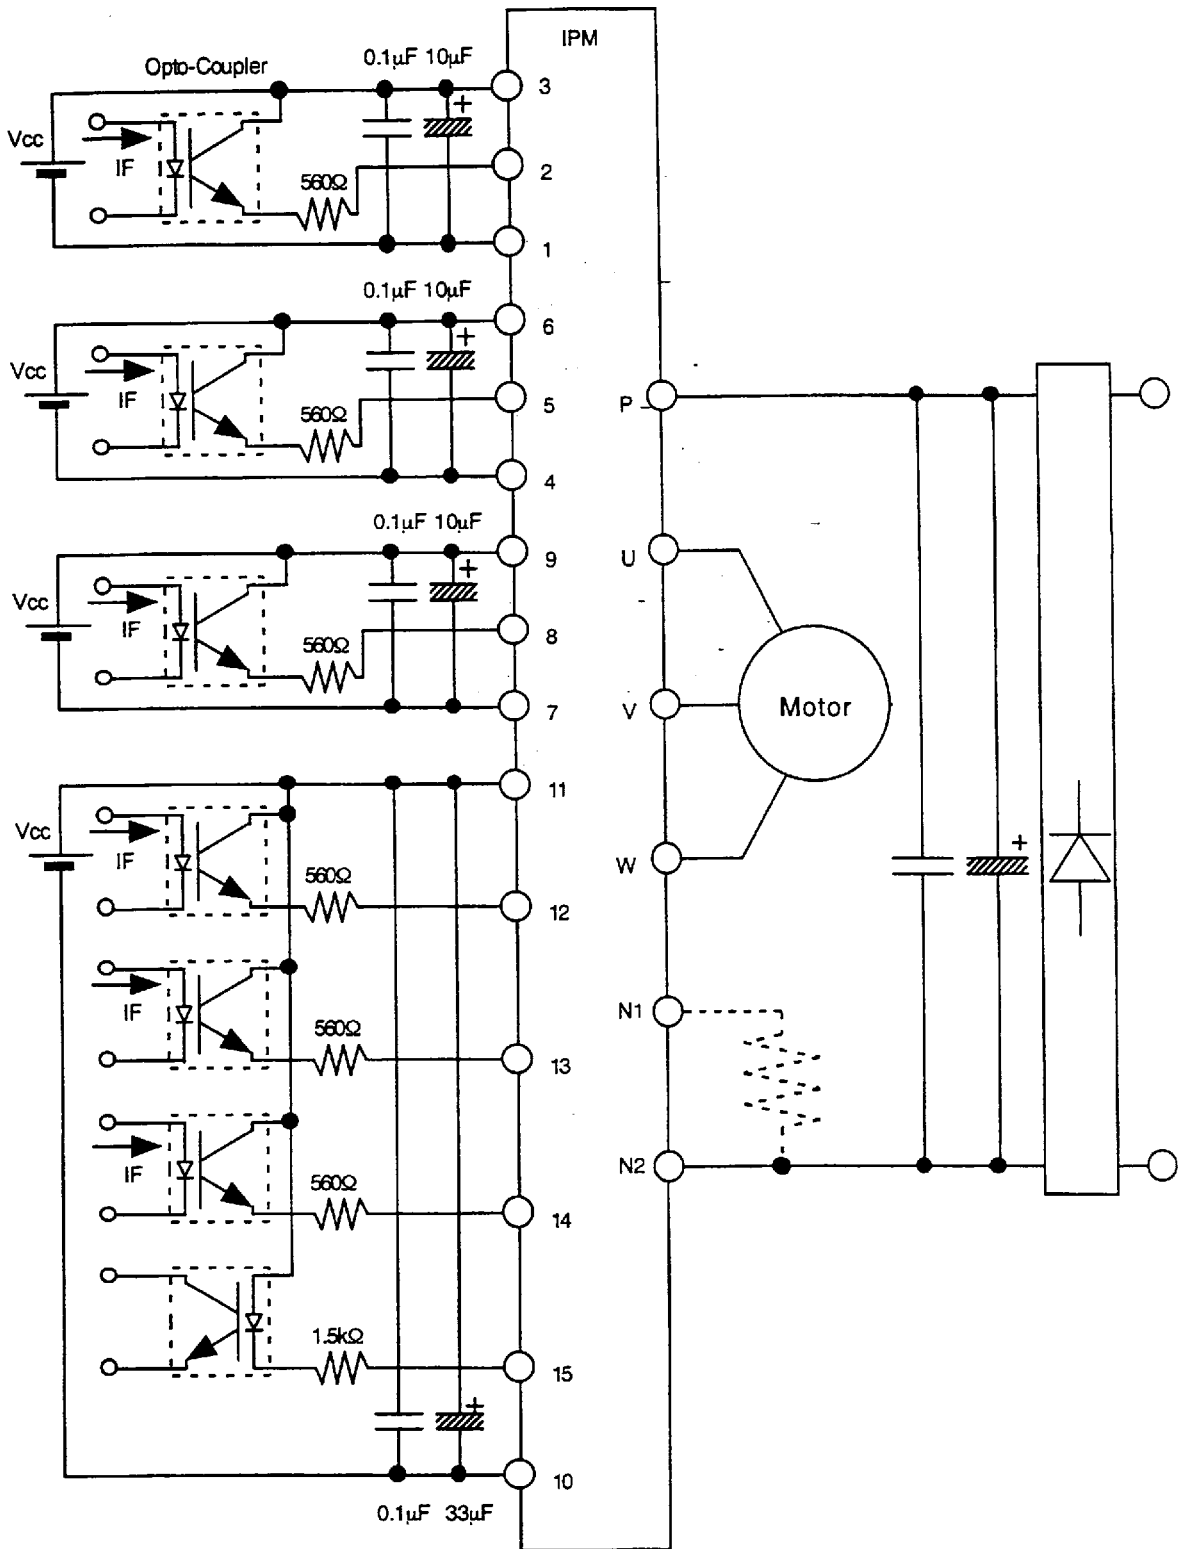 IPM
Opto-Coupler
0.1μF 10μF
3
Vcc
IF
560Ω
2
1
0.1μF 10μF
6
Vcc
IF
560Ω
5
4
P
0.1μF 10μF
9
Vcc
IF
560Ω
8
7
U
V
Motor
W
11
Vcc
IF
560Ω
12
IF
560Ω
13
N1
IF
560Ω
14
N2
1.5kΩ
15
10
0.1μF 33μF
+
+
+
+
+